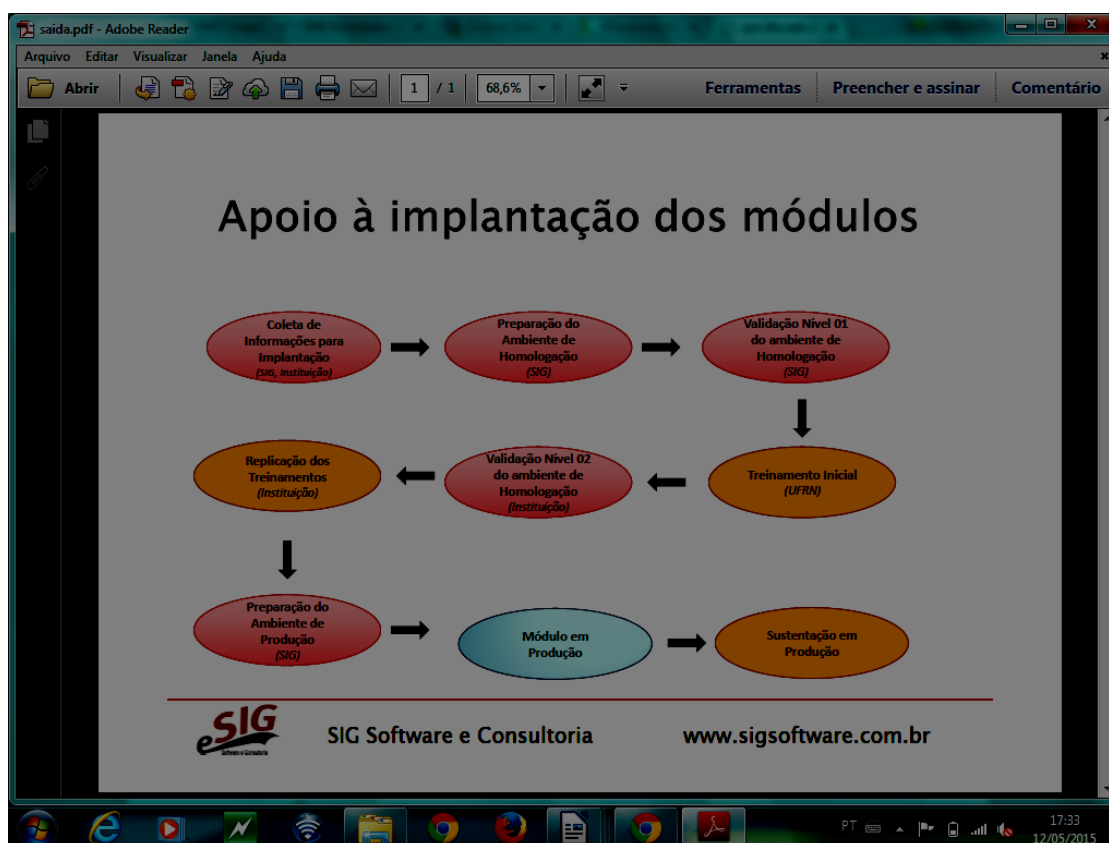 saida.pdf - Adobe Reader
Arquivo Editar Visualizar Janela Ajuda
Abrir 1 / 1 68,6% Ferramentas Preencher e assinar Comentário
Apoio à implantação dos módulos
Coleta de
Informações para
Implantação
(SIG, Instituição)
Preparação do
Ambiente de
Homologação
(SIG)
Validação Nível 01
do ambiente de
Homologação
(SIG)
Treinamento Inicial
(UFRN)
Validação Nível 02
do ambiente de
Homologação
(Instituição)
Replicação dos
Treinamentos
(Instituição)
Preparação do
Ambiente de
Produção
(SIG)
Módulo em
Produção
Sustentação em
Produção
eSIG
Software e Consultoria
SIG Software e Consultoria
www.sigsoftware.com.br
PT
17:33
12/05/2015